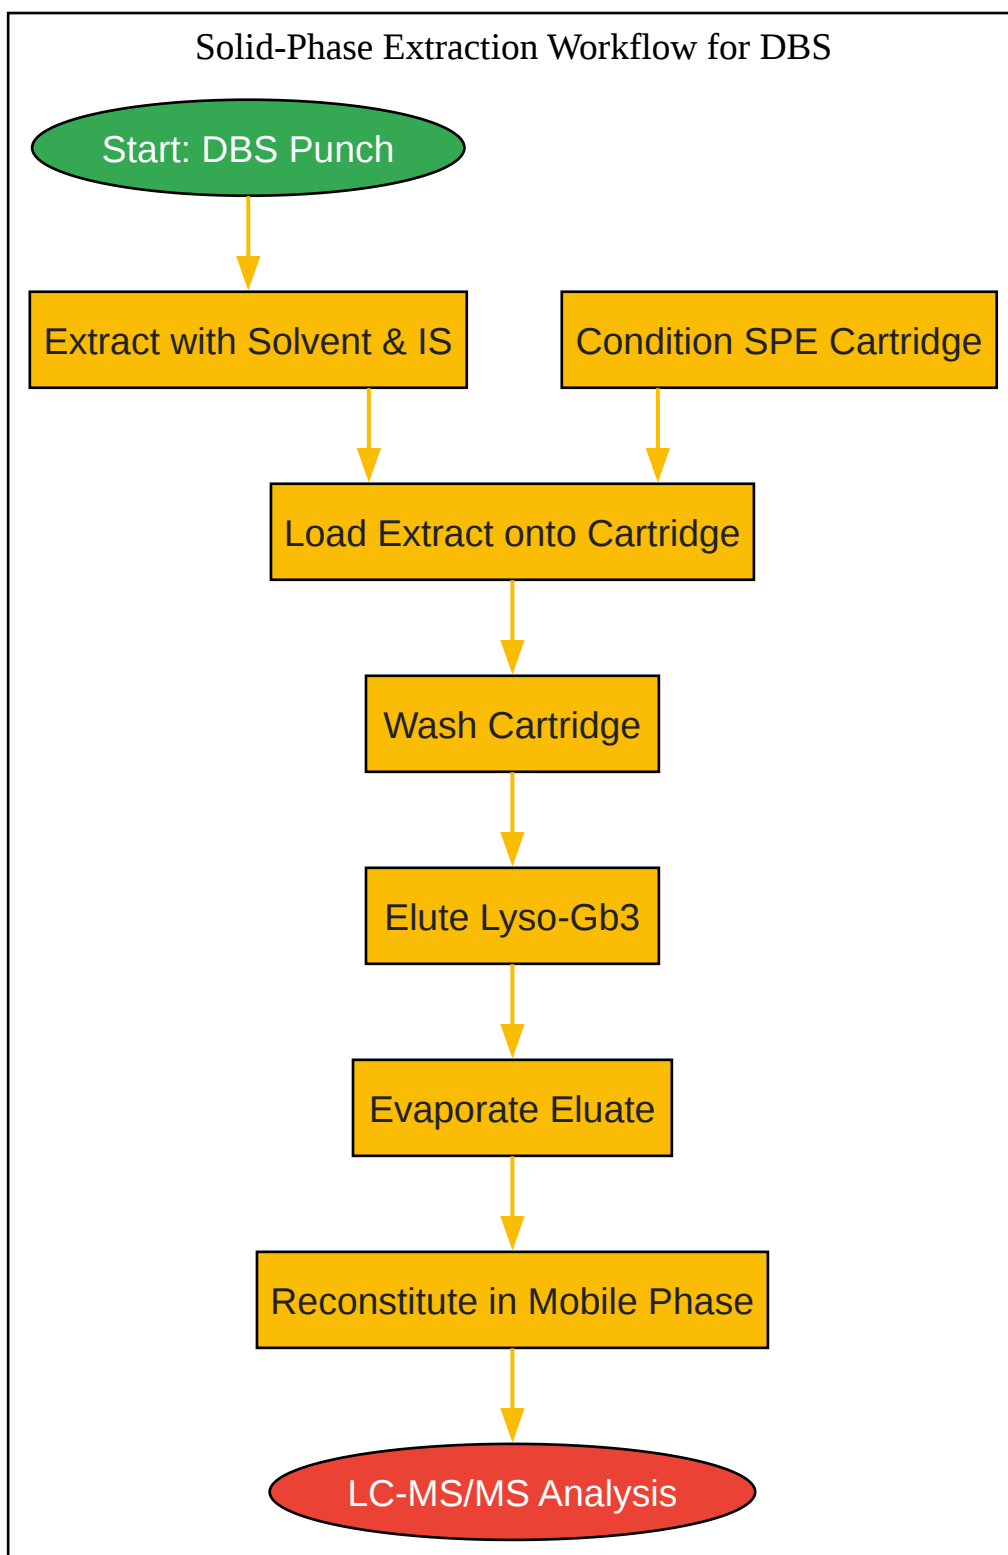 Solid-Phase Extraction Workflow for DBS
Start: DBS Punch
Extract with Solvent & IS
Condition SPE Cartridge
Load Extract onto Cartridge
Wash Cartridge
Elute Lyso-Gb3
Evaporate Eluate
Reconstitute in Mobile Phase
LC-MS/MS Analysis